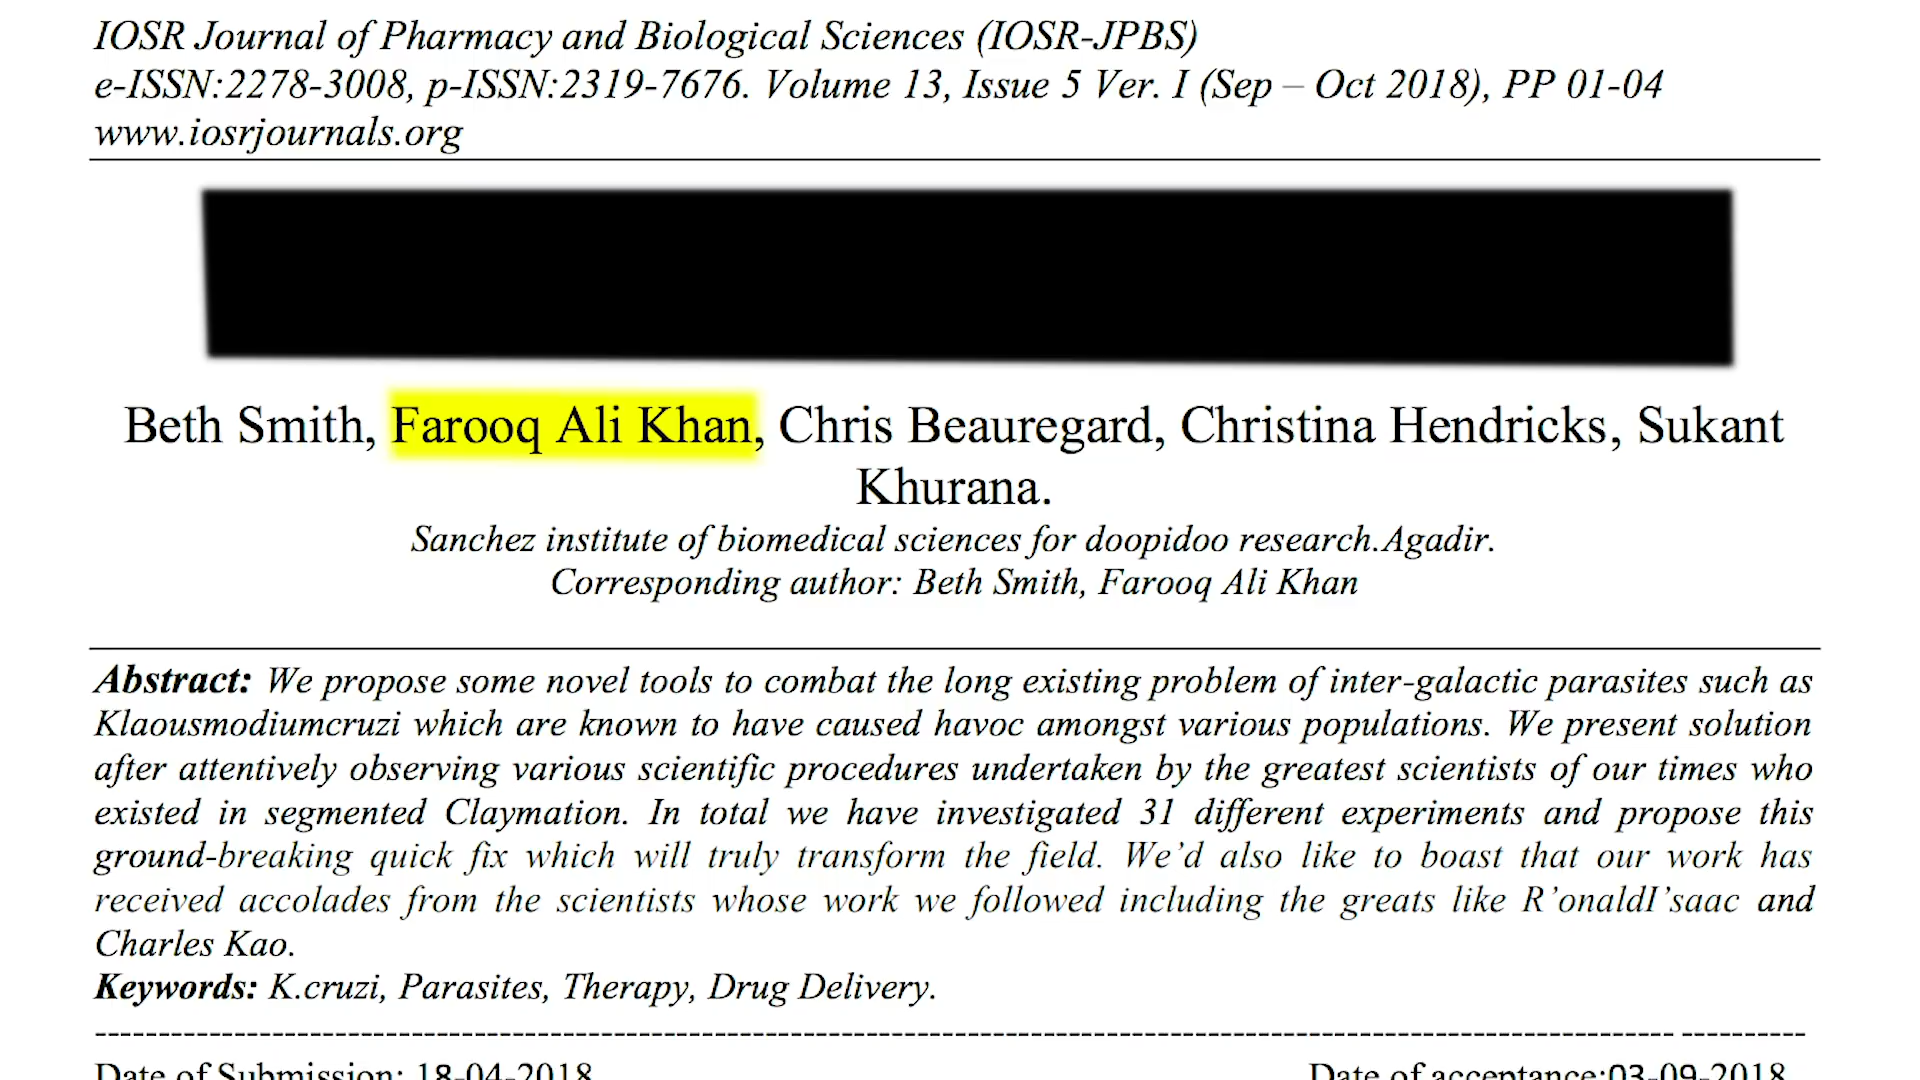 IOSR Journal of Pharmacy and Biological Sciences (IOSR-JPBS)
e-ISSN:2278-3008, p-ISSN:2319-7676. Volume 13, Issue 5 Ver. I (Sep – Oct 2018), PP 01-04
www.iosrjournals.org
Beth Smith, Farooq Ali Khan, Chris Beauregard, Christina Hendricks, Sukant
Khurana.
Sanchez institute of biomedical sciences for doopidoo research.Agadir.
Corresponding author: Beth Smith, Farooq Ali Khan
Abstract: We propose some novel tools to combat the long existing problem of inter-galactic parasites such as
Klaousmodiumcruzi which are known to have caused havoc amongst various populations. We present solution
after attentively observing various scientific procedures undertaken by the greatest scientists of our times who
existed in segmented Claymation. In total we have investigated 31 different experiments and propose this
ground-breaking quick fix which will truly transform the field. We’d also like to boast that our work has
received accolades from the scientists whose work we followed including the greats like R’onaldI’saac and
Charles Kao.
Keywords: K.cruzi, Parasites, Therapy, Drug Delivery.
Date of Submission: 18-04-2018 Date of acceptance:03-09-2018